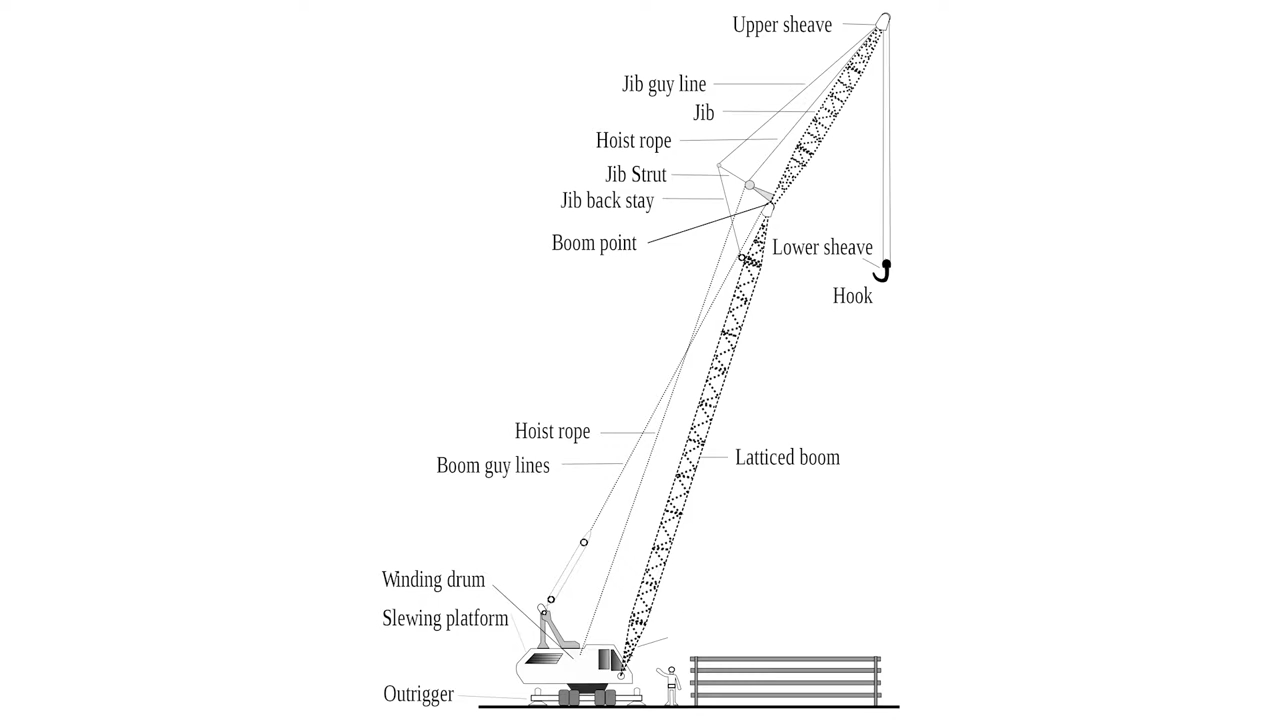 Upper sheave
Jib guy line
Jib
Hoist rope
Jib Strut
Jib back stay
Boom point
Lower sheave
Hook
Hoist rope
Boom guy lines
Latticed boom
Winding drum
Slewing platform
Outrigger